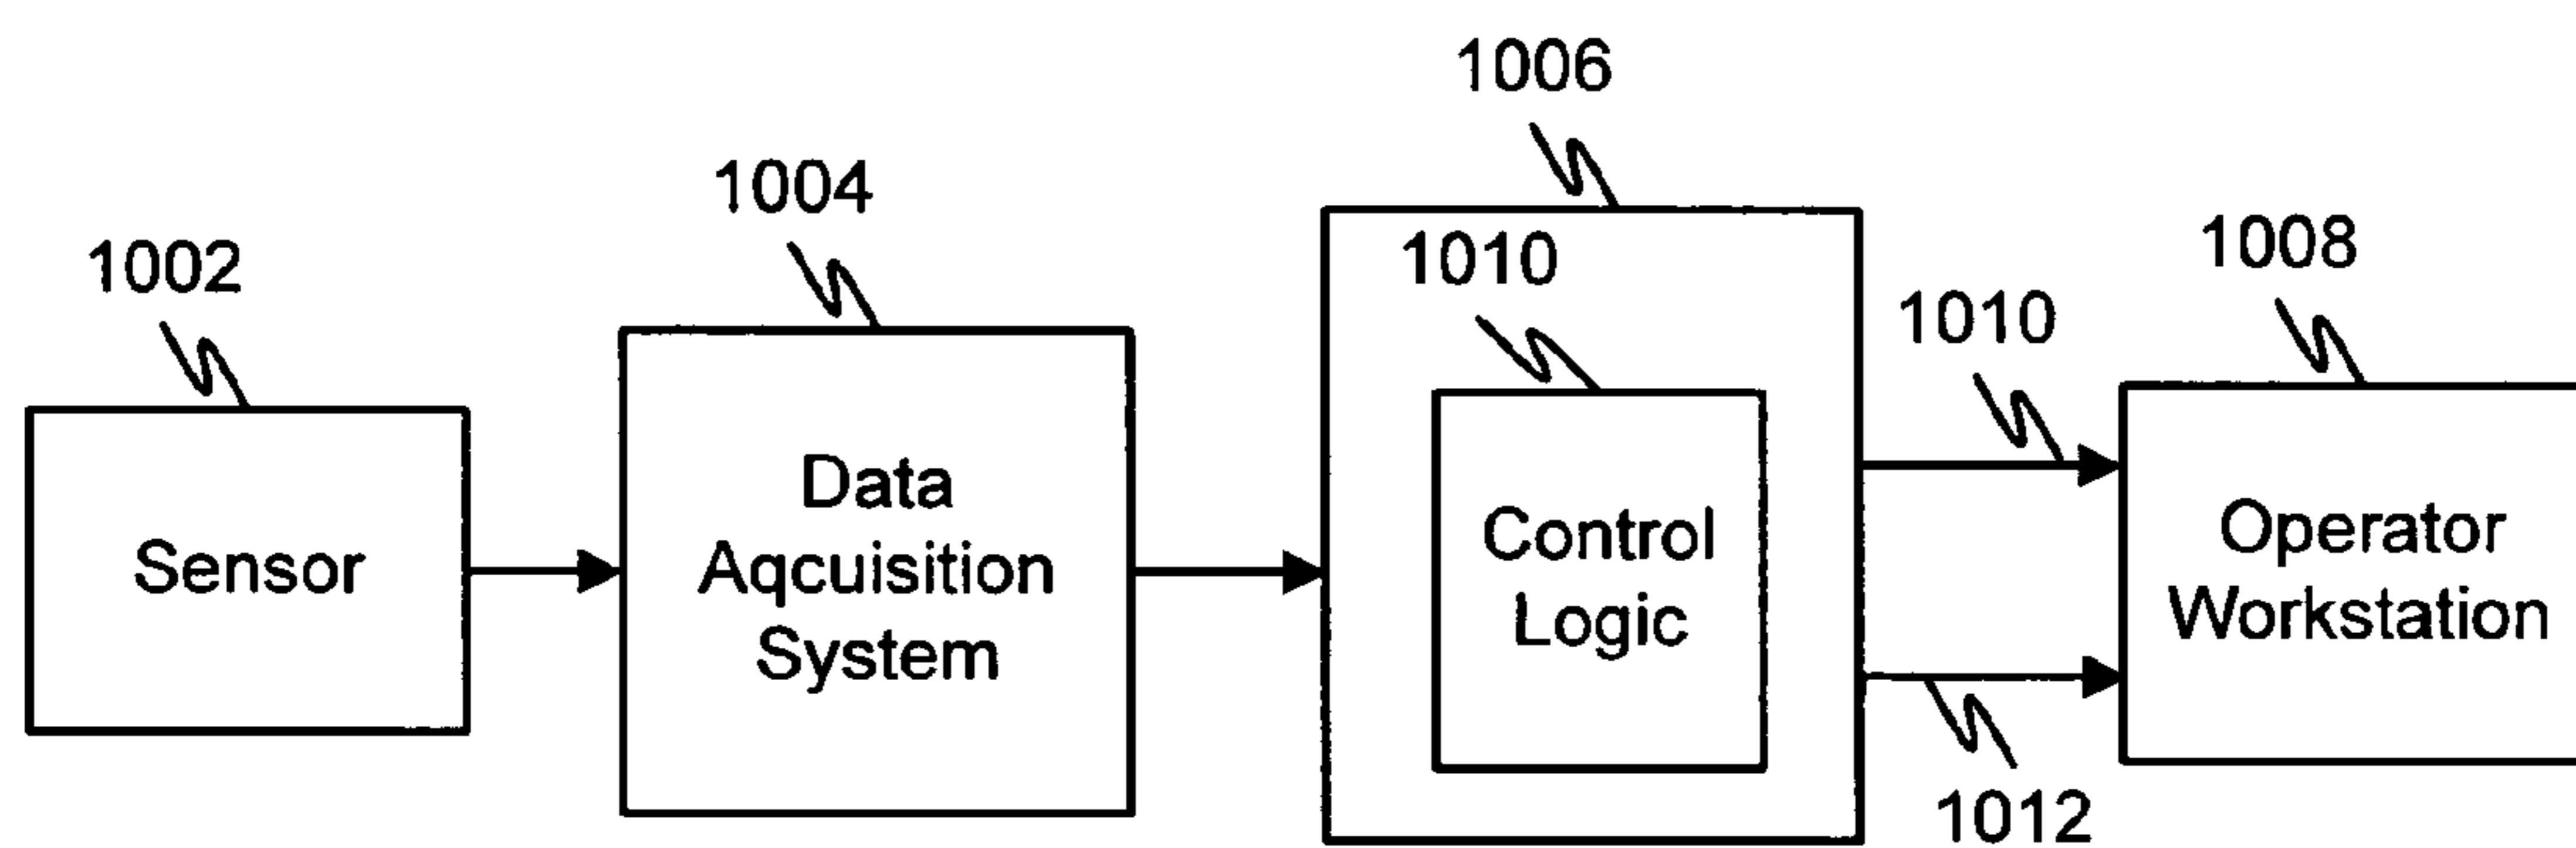 1006
1004
1010
1008
1002
1010
Sensor
Data
Aqcuisition
System
Control
Logic
Operator
Workstation
1012